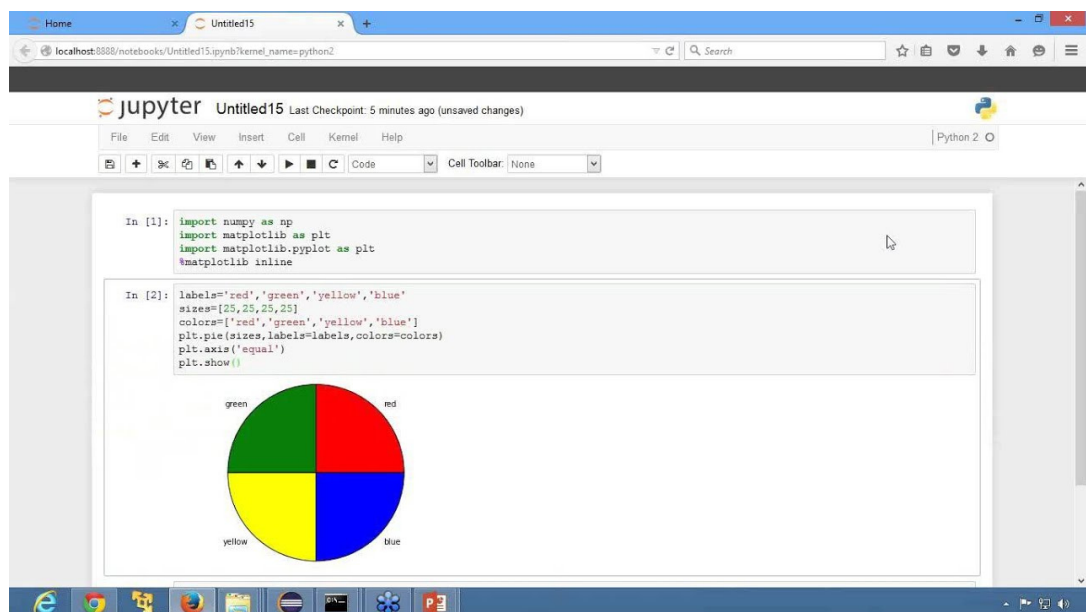 Home
Untitled15
localhost:8888/notebooks/Untitled15.ipynb?kernel_name=python2
Search
jupyter Untitled15 Last Checkpoint: 5 minutes ago (unsaved changes)
File Edit View Insert Cell Kernel Help
Python 2
Code
Cell Toolbar: None
In [1]: import numpy as np
import matplotlib as plt
import matplotlib.pyplot as plt
%matplotlib inline
In [2]: labels='red','green','yellow','blue'
sizes=[25,25,25,25]
colors=['red','green','yellow','blue']
plt.pie(sizes,labels=labels,colors=colors)
plt.axis('equal')
plt.show()
green
red
yellow
blue